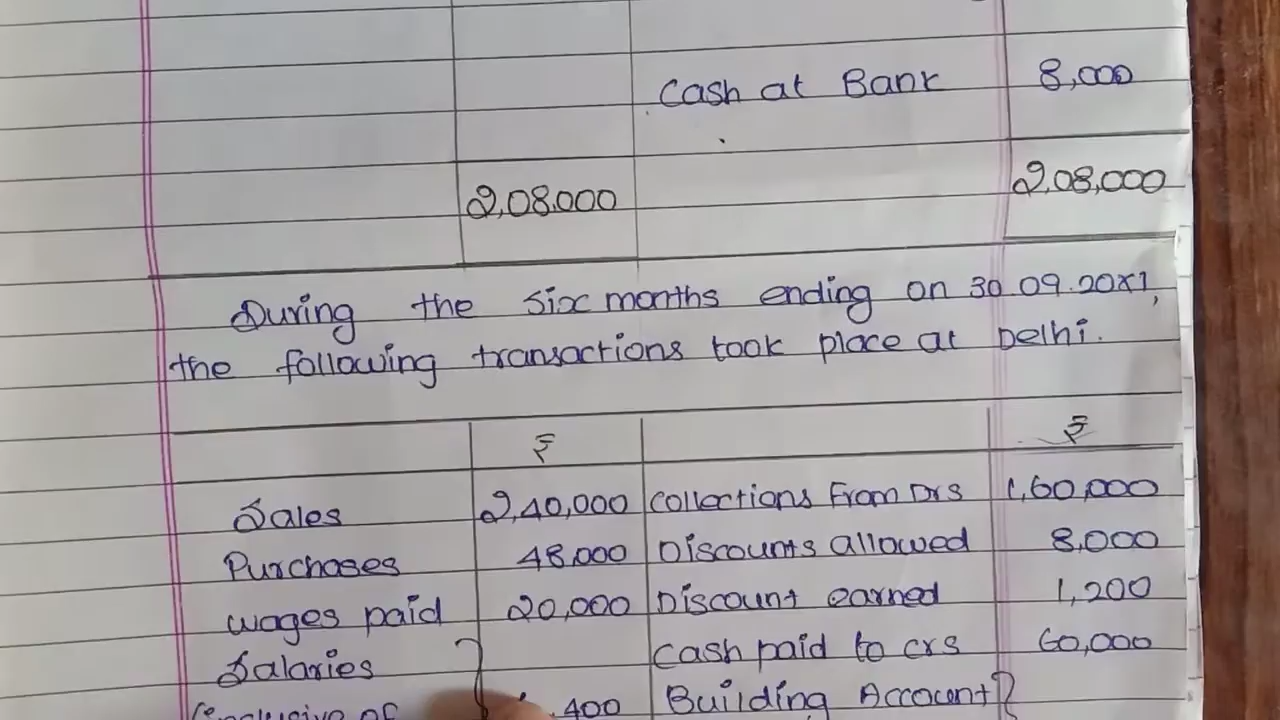 Cash at Bank 8,000
2,08,000 2,08,000
During the Six months ending on 30.09.20x1,
the following transactions took place at Delhi.
₹ ₹
Sales 2,40,000 Collections From Drs 1,60,000
Purchases 48,000 Discounts allowed 8,000
wages paid 20,000 Discount earned 1,200
Salaries Cash paid to crs 60,000
400 Building Account